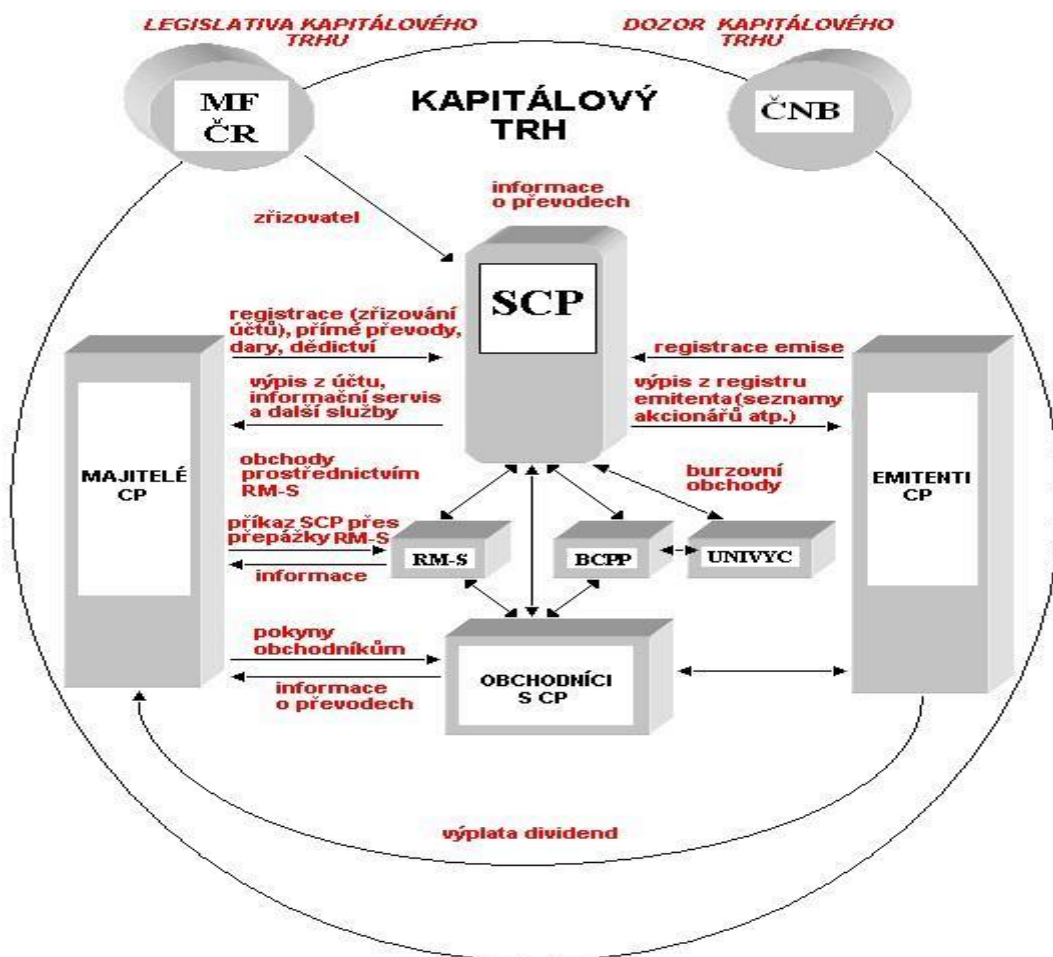 LEGISLATIVA KAPITÁLOVÉHO
TRHU
DOZOR KAPITÁLOVÉHO
TRHU
MF
ČR
KAPITÁLOVÝ
TRH
ČNB
informace
o převodech
zřizovatel
SCP
registrace (zřizování
účtů), přímé převody,
dary, dědictví
registrace emise
výpis z účtu,
informační servis
a další služby
výpis z registru
emitenta (seznamy
akcionářů atp.)
MAJITELÉ
CP
obchody
prostřednictvím
RM-S
burzovní
obchody
EMITENTI
CP
příkaz SCP přes
přepážky RM-S
informace
RM-S
BCPP
UNIVYC
pokyny
obchodníkům
informace
o převodech
OBCHODNÍCI
S CP
výplata dividend